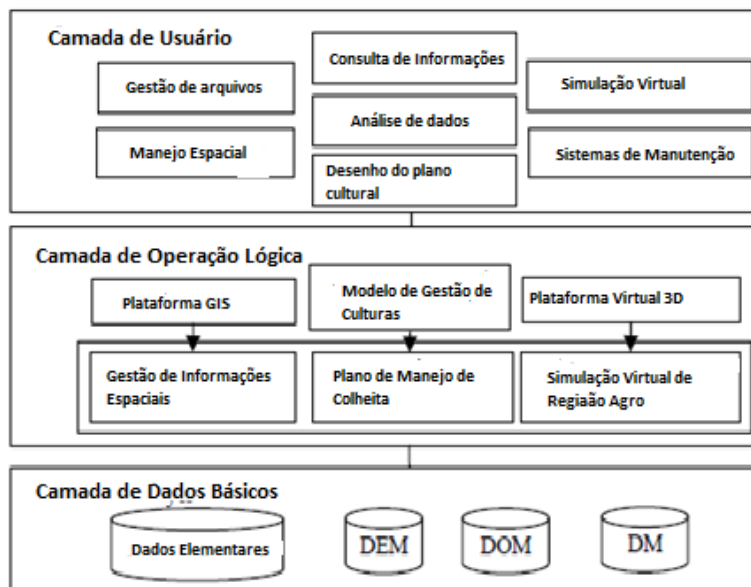 Camada de Usuário
Gestão de arquivos
Manejo Espacial
Consulta de Informações
Análise de dados
Desenho do plano
cultural
Simulação Virtual
Sistemas de Manutenção
Camada de Operação Lógica
Plataforma GIS
Modelo de Gestão de
Culturas
Plataforma Virtual 3D
Gestão de Informações
Espaciais
Plano de Manejo de
Colheita
Simulação Virtual de
Regiaão Agro
Camada de Dados Básicos
Dados Elementares
DEM
DOM
DM